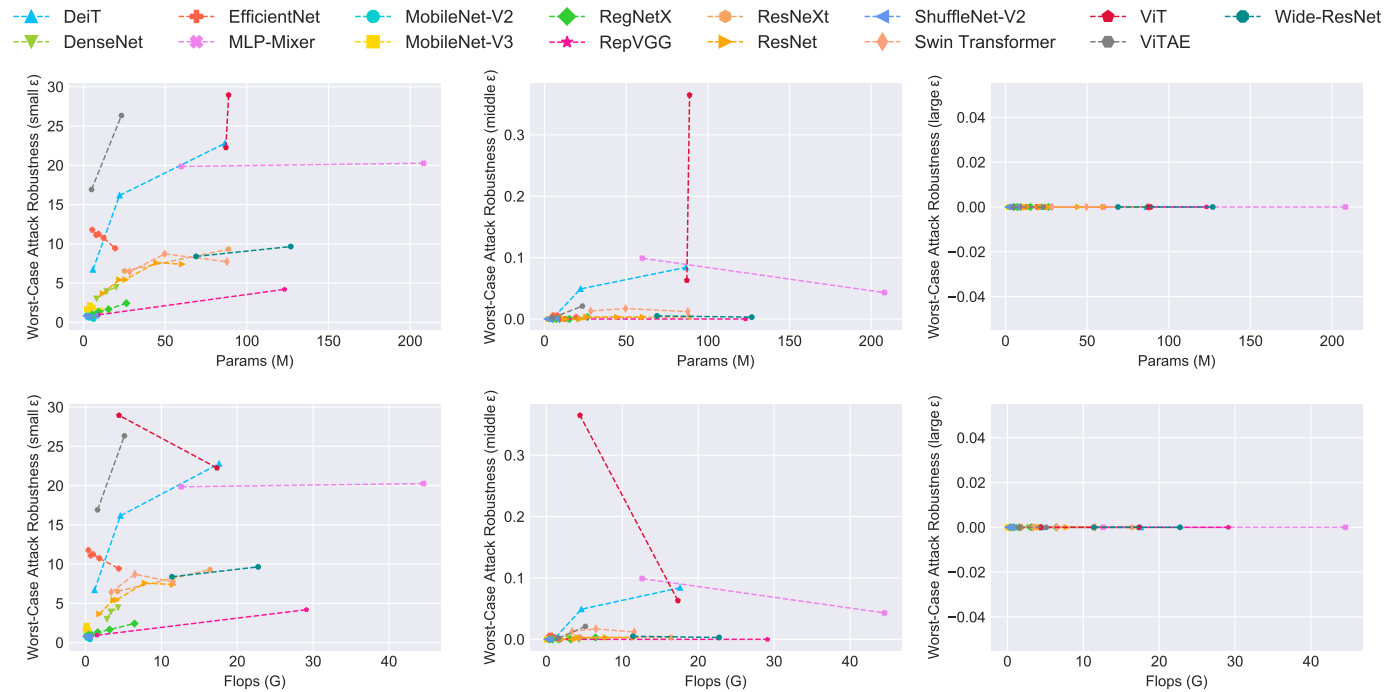 DeiT EfficientNet MobileNet-V2 RegNetX ResNeXt ShuffleNet-V2 ViT Wide-ResNet
DenseNet MLP-Mixer MobileNet-V3 RepVGG ResNet Swin Transformer ViTAE
Worst-Case Attack Robustness (small ε)
30
25
20
15
10
5
0
0 50 100 150 200
Params (M)
Worst-Case Attack Robustness (middle ε)
0.3
0.2
0.1
0.0
0 50 100 150 200
Params (M)
Worst-Case Attack Robustness (large ε)
0.04
0.02
0.00
−0.02
−0.04
0 50 100 150 200
Params (M)
Worst-Case Attack Robustness (small ε)
30
25
20
15
10
5
0
0 10 20 30 40
Flops (G)
Worst-Case Attack Robustness (middle ε)
0.3
0.2
0.1
0.0
0 10 20 30 40
Flops (G)
Worst-Case Attack Robustness (large ε)
0.04
0.02
0.00
−0.02
−0.04
0 10 20 30 40
Flops (G)